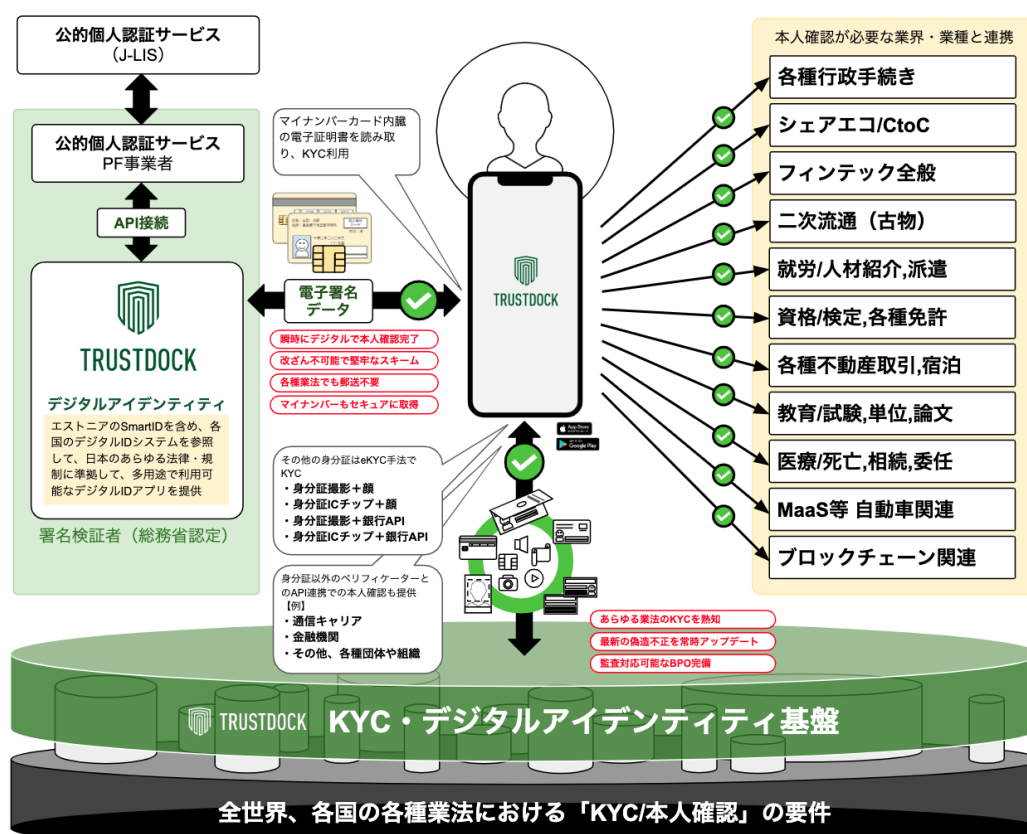 公的個人認証サービス
（J-LIS）
公的個人認証サービス
PF事業者
API接続
TRUSTDOCK
デジタルアイデンティティ
エストニアのSmartIDを含め、各
国のデジタルIDシステムを参照
して、日本のあらゆる法律・規
制に準拠して、多用途で利用可
能なデジタルIDアプリを提供
署名検証者（総務省認定）
マイナンバーカード内臓
の電子証明書を読み取
り、KYC利用
電子署名
データ
瞬時にデジタルで本人確認完了
改ざん不可能で堅牢なスキーム
各種業法でも郵送不要
マイナンバーもセキュアに取得
TRUSTDOCK
App Store
Google Play
その他の身分証はeKYC手法で
KYC
・身分証撮影＋顔
・身分証ICチップ＋顔
・身分証撮影＋銀行API
・身分証ICチップ＋銀行API
身分証以外のベリフィケーターと
のAPI連携での本人確認も提供
【例】
・通信キャリア
・金融機関
・その他、各種団体や組織
本人確認が必要な業界・業種と連携
各種行政手続き
シェアエコ/CtoC
フィンテック全般
二次流通（古物）
就労/人材紹介,派遣
資格/検定,各種免許
各種不動産取引,宿泊
教育/試験,単位,論文
医療/死亡,相続,委任
MaaS等 自動車関連
ブロックチェーン関連
あらゆる業法のKYCを熟知
最新の偽造不正を常時アップデート
監査対応可能なBPO完備
TRUSTDOCK KYC・デジタルアイデンティティ基盤
全世界、各国の各種業法における「KYC/本人確認」の要件